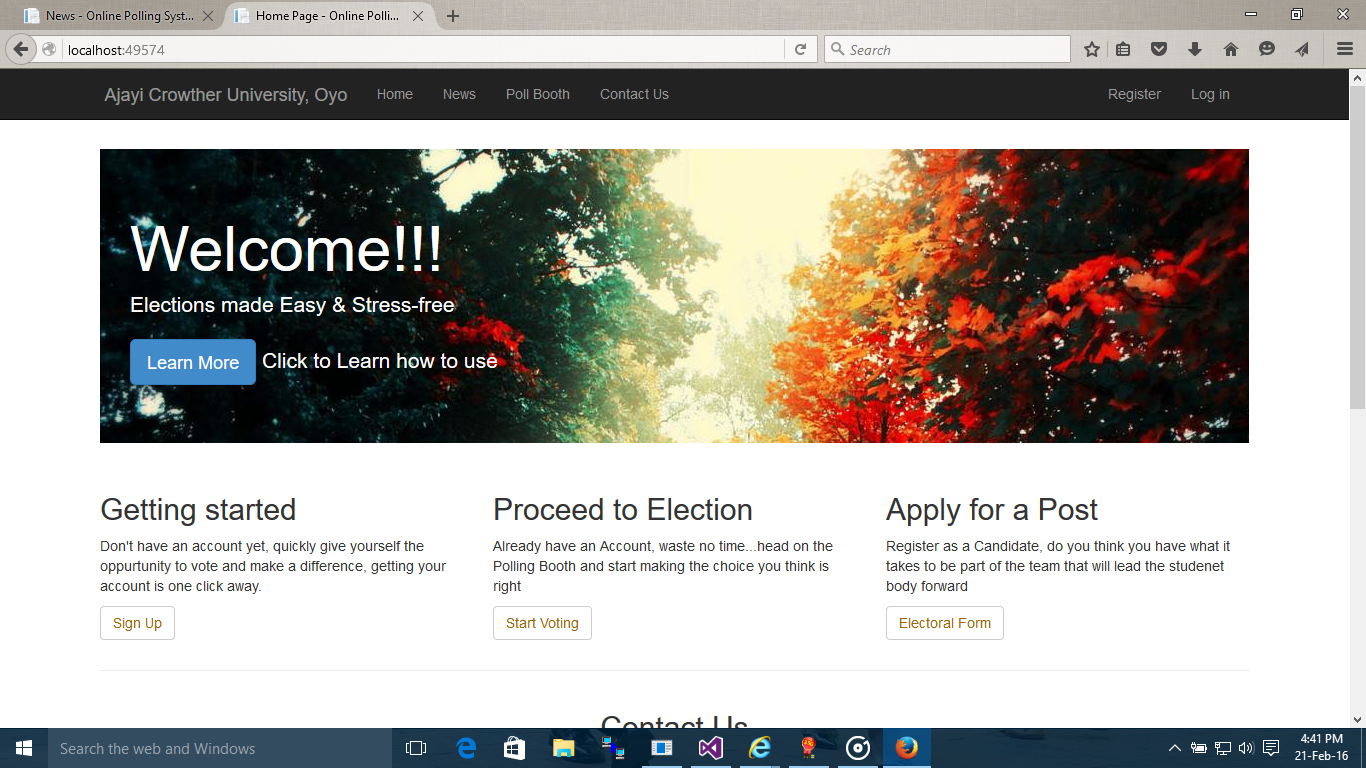 News - Online Polling Syst...
Home Page - Online Polli...
localhost:49574
Search
Ajayi Crowther University, Oyo
Home
News
Poll Booth
Contact Us
Register
Log in
Welcome!!!
Elections made Easy & Stress-free
Learn More
Click to Learn how to use
Getting started
Don't have an account yet, quickly give yourself the
oppurtunity to vote and make a difference, getting your
account is one click away.
Sign Up
Proceed to Election
Already have an Account, waste no time...head on the
Polling Booth and start making the choice you think is
right
Start Voting
Apply for a Post
Register as a Candidate, do you think you have what it
takes to be part of the team that will lead the studenet
body forward
Electoral Form
Contact Us
Search the web and Windows
4:41 PM
21-Feb-16